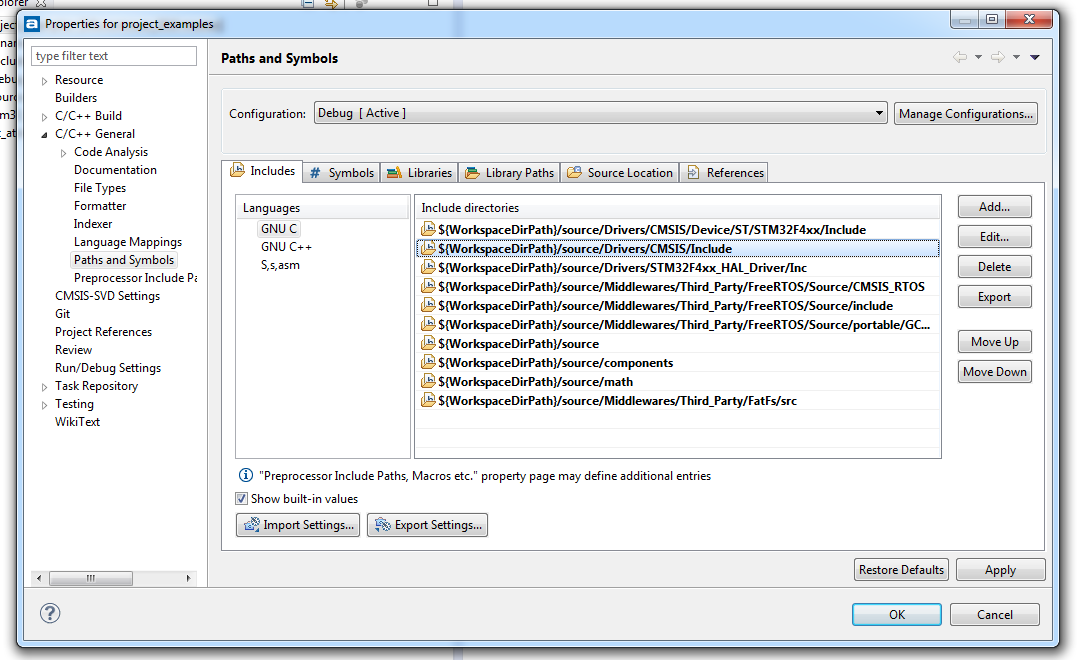 Properties for project_examples
type filter text
Resource
Builders
C/C++ Build
C/C++ General
Code Analysis
Documentation
File Types
Formatter
Indexer
Language Mappings
Paths and Symbols
Preprocessor Include Pa
CMSIS-SVD Settings
Git
Project References
Review
Run/Debug Settings
Task Repository
Testing
WikiText
Paths and Symbols
Configuration:
Debug [ Active ]
Manage Configurations...
Includes
# Symbols
Libraries
Library Paths
Source Location
References
Languages
GNU C
GNU C++
S,s,asm
Include directories
${WorkspaceDirPath}/source/Drivers/CMSIS/Device/ST/STM32F4xx/Include
${WorkspaceDirPath}/source/Drivers/CMSIS/Include
${WorkspaceDirPath}/source/Drivers/STM32F4xx_HAL_Driver/Inc
${WorkspaceDirPath}/source/Middlewares/Third_Party/FreeRTOS/Source/CMSIS_RTOS
${WorkspaceDirPath}/source/Middlewares/Third_Party/FreeRTOS/Source/include
${WorkspaceDirPath}/source/Middlewares/Third_Party/FreeRTOS/Source/portable/GC...
${WorkspaceDirPath}/source
${WorkspaceDirPath}/source/components
${WorkspaceDirPath}/source/math
${WorkspaceDirPath}/source/Middlewares/Third_Party/FatFs/src
Add...
Edit...
Delete
Export
Move Up
Move Down
"Preprocessor Include Paths, Macros etc." property page may define additional entries
Show built-in values
Import Settings...
Export Settings...
Restore Defaults
Apply
OK
Cancel